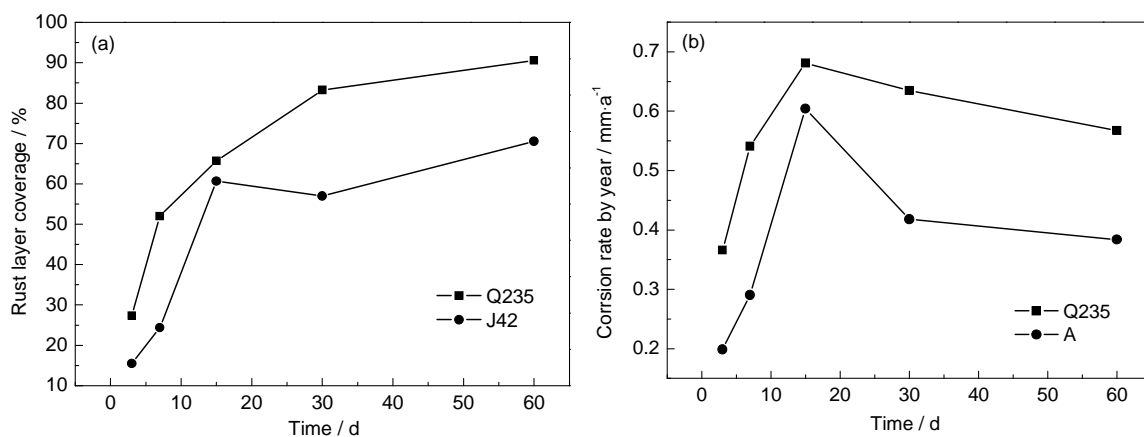 (a)
100
90
80
70
60
50
40
30
20
10
Rust layer coverage / %
0 10 20 30 40 50 60
Time / d
Q235
J42
(b)
0.7
0.6
0.5
0.4
0.3
0.2
Corrsion rate by year / mm·a⁻¹
0 10 20 30 40 50 60
Time / d
Q235
A